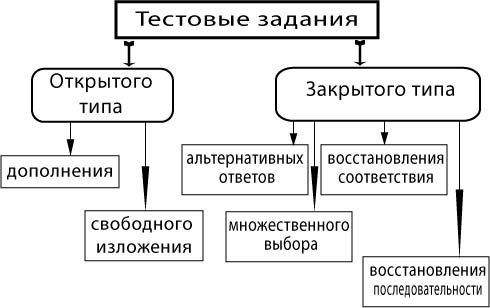 Тестовые задания
Открытого
типа
Закрытого типа
дополнения
свободного
изложения
альтернативных
ответов
множественного
выбора
восстановления
соответствия
восстановления
последовательности